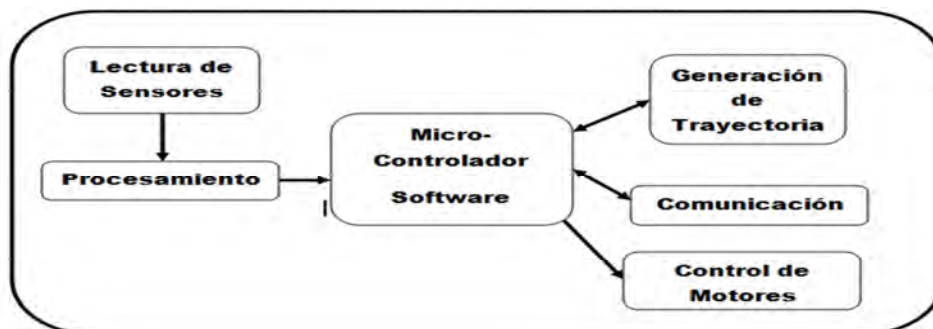 Lectura de
Sensores
Procesamiento
Micro-
Controlador
Software
Generación
de
Trayectoria
Comunicación
Control de
Motores